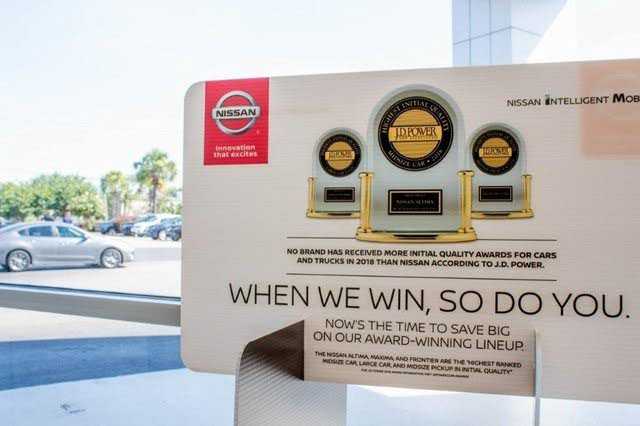 NISSAN
Innovation
that excites
NISSAN INTELLIGENT MOB
HIGHEST INITIAL QUALITY
J.D. POWER
MIDSIZE CAR
NISSAN ALTIMA
J.D. POWER
J.D. POWER
NO BRAND HAS RECEIVED MORE INITIAL QUALITY AWARDS FOR CARS
AND TRUCKS IN 2018 THAN NISSAN ACCORDING TO J.D. POWER.
WHEN WE WIN, SO DO YOU.
NOW'S THE TIME TO SAVE BIG
ON OUR AWARD-WINNING LINEUP.
THE NISSAN ALTIMA, MAXIMA, AND FRONTIER ARE THE "HIGHEST RANKED
MIDSIZE CAR, LARGE CAR, AND MIDSIZE PICKUP IN INITIAL QUALITY"